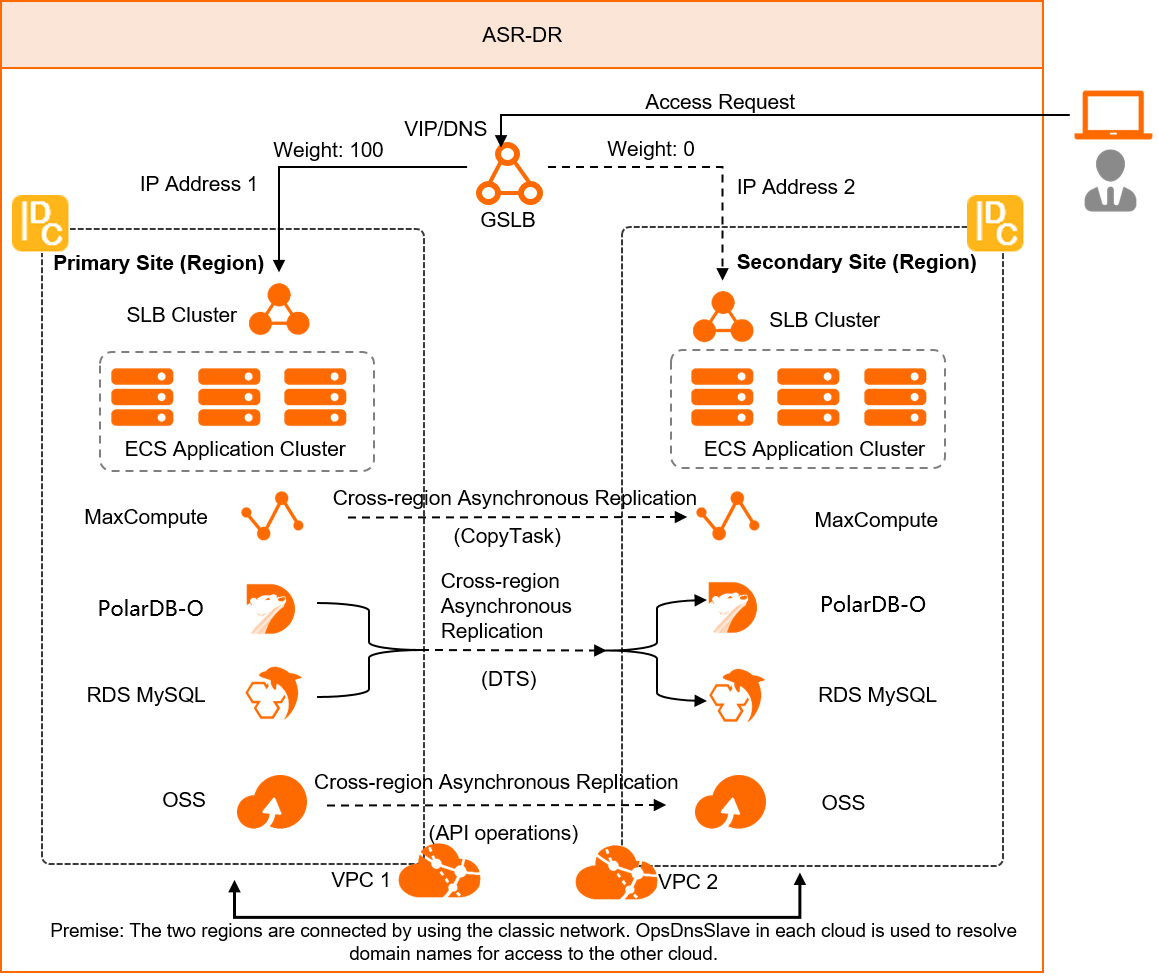 ASR-DR
Access Request
VIP/DNS
Weight: 100
Weight: 0
IP Address 1
IP Address 2
GSLB
DC
DC
Primary Site (Region)
Secondary Site (Region)
SLB Cluster
SLB Cluster
ECS Application Cluster
ECS Application Cluster
Cross-region Asynchronous Replication
MaxCompute
MaxCompute
(CopyTask)
Cross-region
Asynchronous
Replication
PolarDB-O
PolarDB-O
(DTS)
RDS MySQL
RDS MySQL
Cross-region Asynchronous Replication
OSS
OSS
(API operations)
VPC 1
VPC 2
Premise: The two regions are connected by using the classic network. OpsDnsSlave in each cloud is used to resolve
domain names for access to the other cloud.